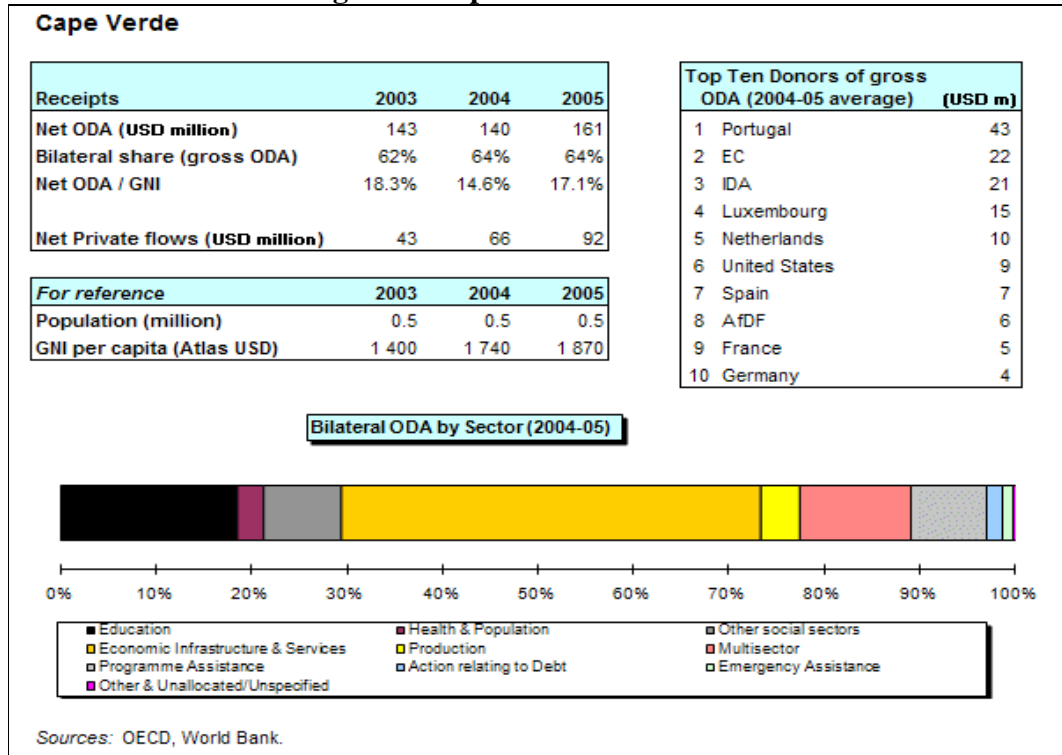 Cape Verde
Receipts 2003 2004 2005
Net ODA (USD million) 143 140 161
Bilateral share (gross ODA) 62% 64% 64%
Net ODA / GNI 18.3% 14.6% 17.1%
Net Private flows (USD million) 43 66 92
For reference 2003 2004 2005
Population (million) 0.5 0.5 0.5
GNI per capita (Atlas USD) 1 400 1 740 1 870
Top Ten Donors of gross
ODA (2004-05 average) (USD m)
1 Portugal 43
2 EC 22
3 IDA 21
4 Luxembourg 15
5 Netherlands 10
6 United States 9
7 Spain 7
8 AfDF 6
9 France 5
10 Germany 4
Bilateral ODA by Sector (2004-05)
0% 10% 20% 30% 40% 50% 60% 70% 80% 90% 100%
Education Health & Population Other social sectors
Economic Infrastructure & Services Production Multisector
Programme Assistance Action relating to Debt Emergency Assistance
Other & Unallocated/Unspecified
Sources: OECD, World Bank.